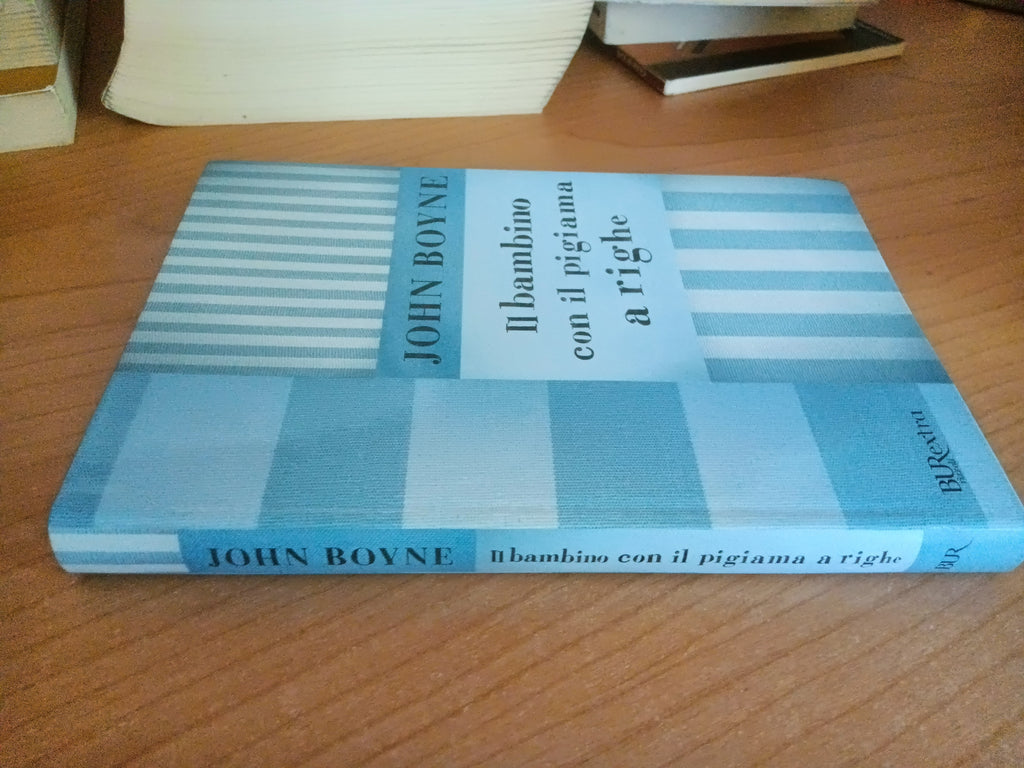 JOHN BOYNE
Il bambino
con il pigiama
a righe
BURextra
JOHN BOYNE Il bambino con il pigiama a righe BUR